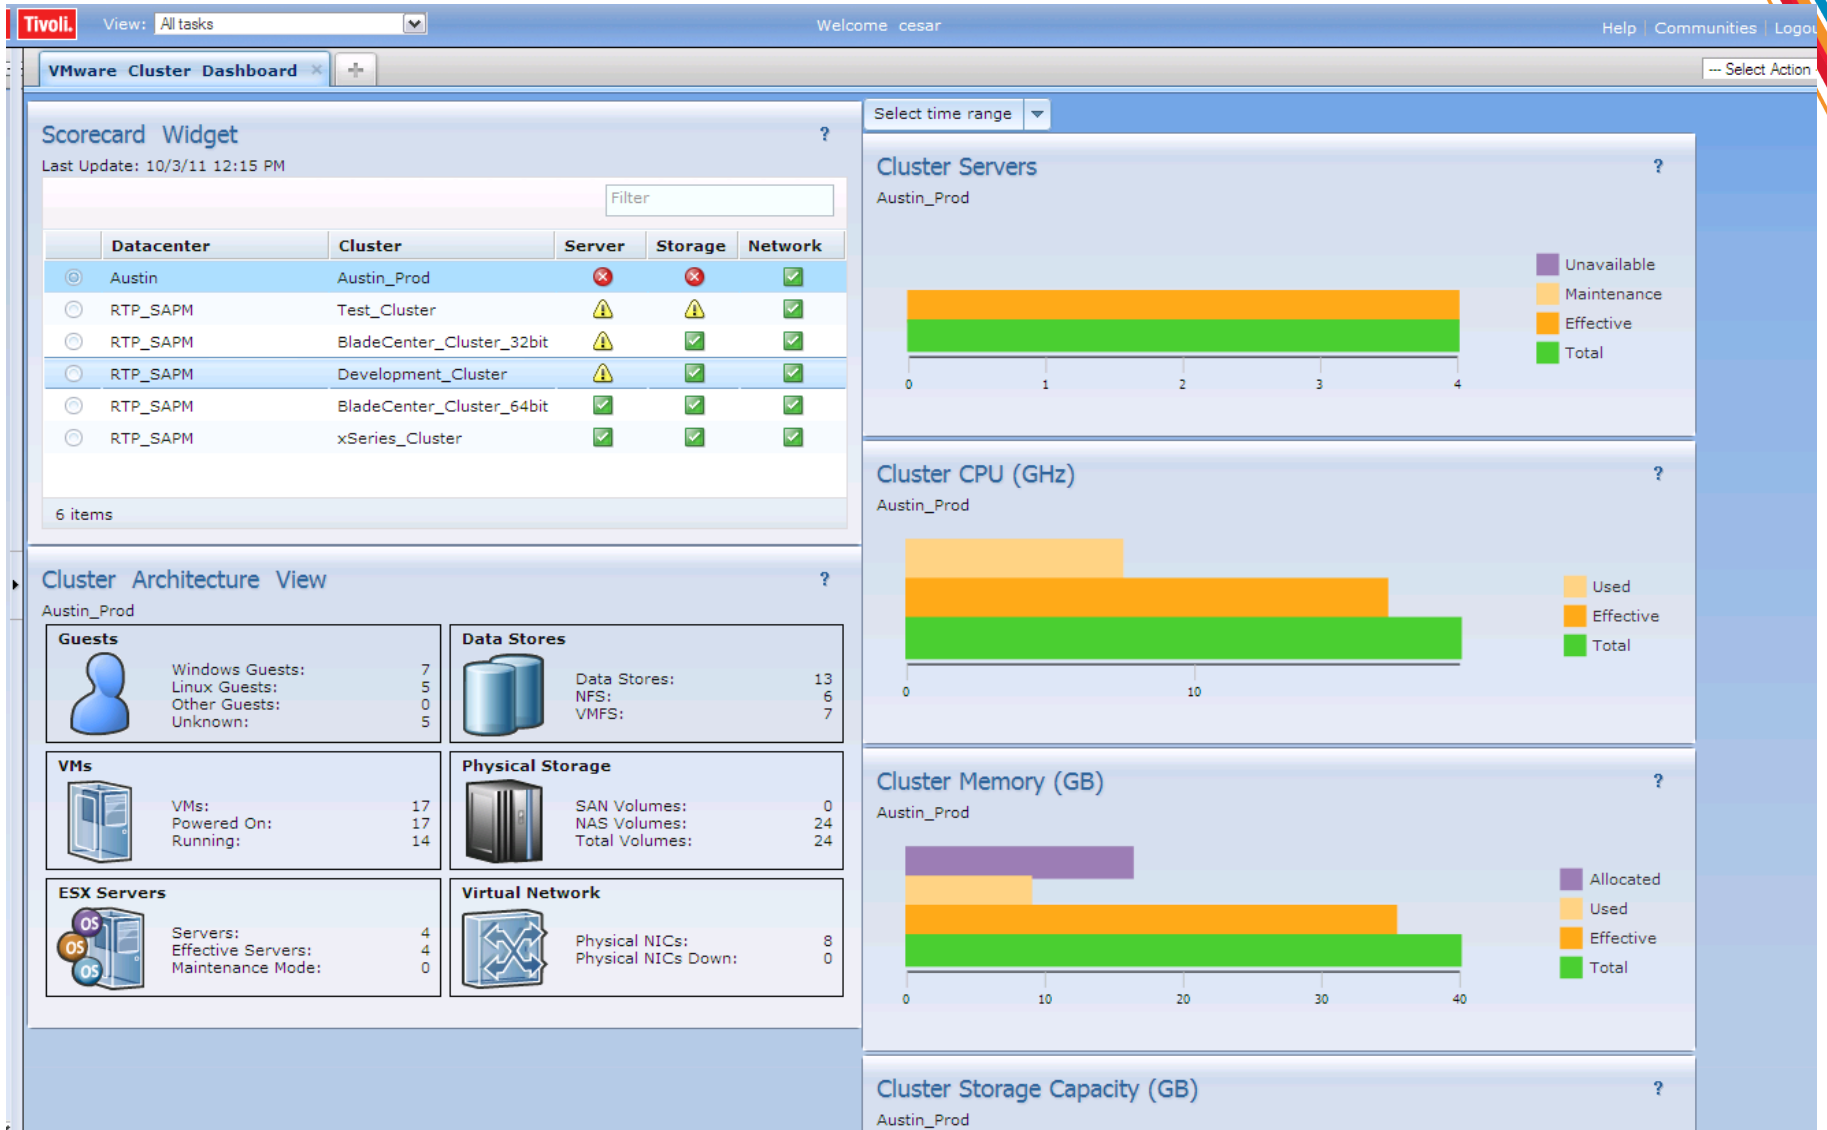 Tivoli. View: All tasks Welcome cesar Help Communities
VMware Cluster Dashboard --- Select Action
Scorecard Widget ?
Last Update: 10/3/11 12:15 PM
Filter
Datacenter Cluster Server Storage Network
Austin Austin_Prod
RTP_SAPM Test_Cluster
RTP_SAPM BladeCenter_Cluster_32bit
RTP_SAPM Development_Cluster
RTP_SAPM BladeCenter_Cluster_64bit
RTP_SAPM xSeries_Cluster
6 items
Cluster Architecture View ?
Austin_Prod
Guests
Windows Guests: 7
Linux Guests: 5
Other Guests: 0
Unknown: 5
Data Stores
Data Stores: 13
NFS: 6
VMFS: 7
VMs
VMs: 17
Powered On: 17
Running: 14
Physical Storage
SAN Volumes: 0
NAS Volumes: 24
Total Volumes: 24
ESX Servers
OS
OS
OS
Servers: 4
Effective Servers: 4
Maintenance Mode: 0
Virtual Network
Physical NICs: 8
Physical NICs Down: 0
Select time range
Cluster Servers ?
Austin_Prod
Unavailable
Maintenance
Effective
Total
0 1 2 3 4
Cluster CPU (GHz) ?
Austin_Prod
Used
Effective
Total
0 10
Cluster Memory (GB) ?
Austin_Prod
Allocated
Used
Effective
Total
0 10 20 30 40
Cluster Storage Capacity (GB) ?
Austin_Prod